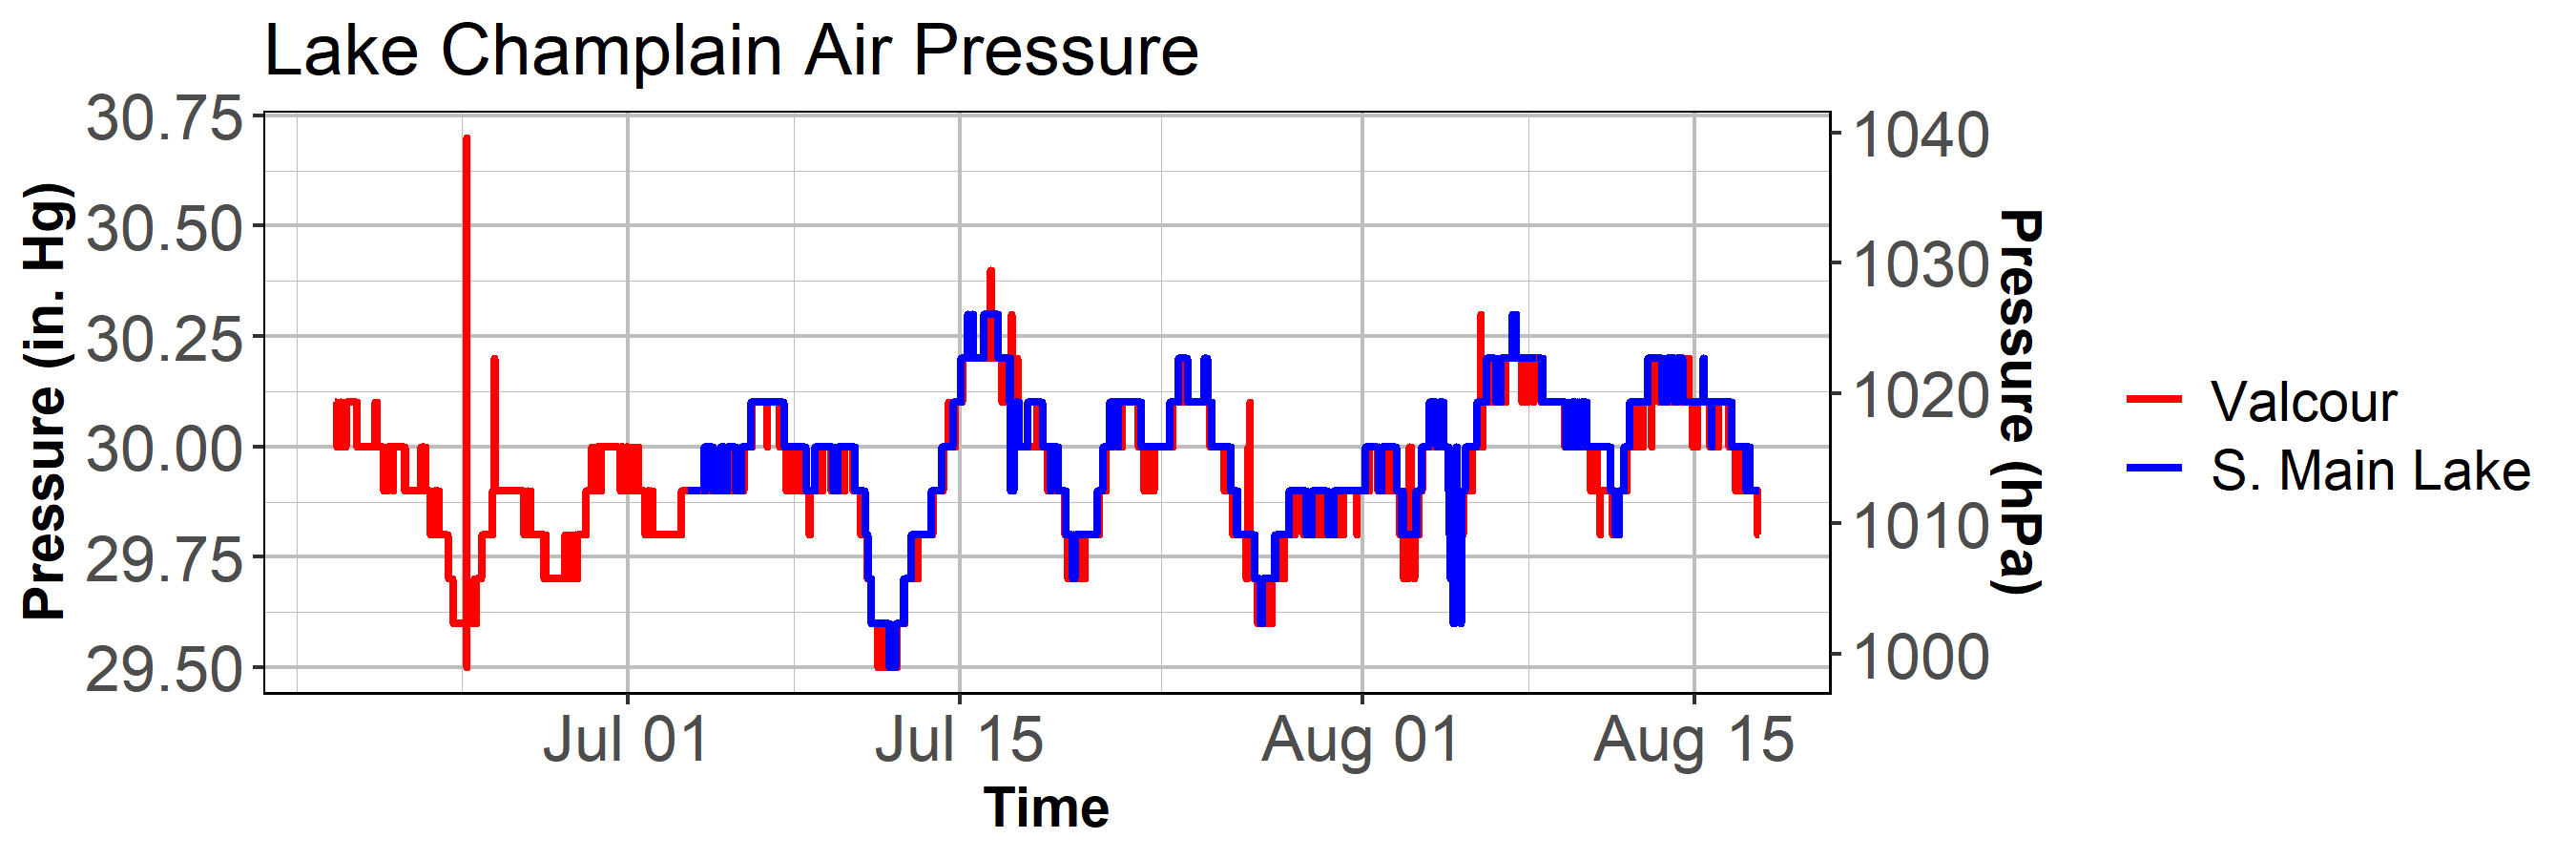 Lake Champlain Air Pressure
30.75
30.50
30.25
30.00
29.75
29.50
Pressure (in. Hg)
1040
1030
1020
1010
1000
Pressure (hPa)
Jul 01
Jul 15
Aug 01
Aug 15
Time
Valcour
S. Main Lake